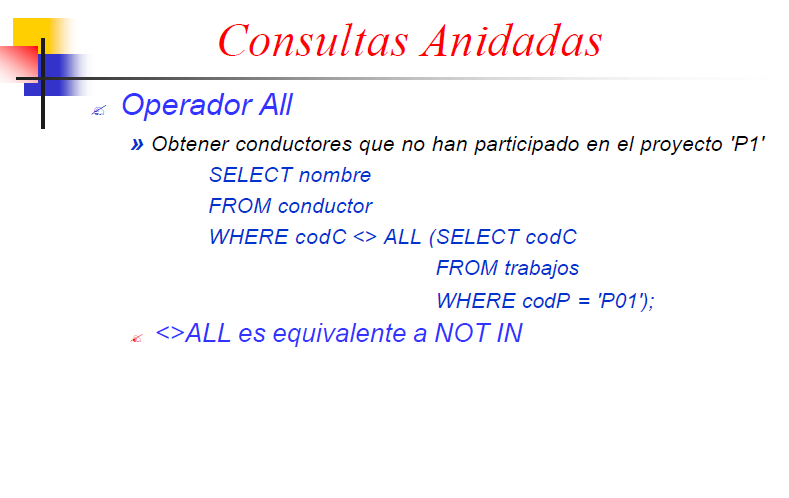 Consultas Anidadas
Operador All
» Obtener conductores que no han participado en el proyecto 'P1'
SELECT nombre
FROM conductor
WHERE codC <> ALL (SELECT codC
FROM trabajos
WHERE codP = 'P01');
<>ALL es equivalente a NOT IN